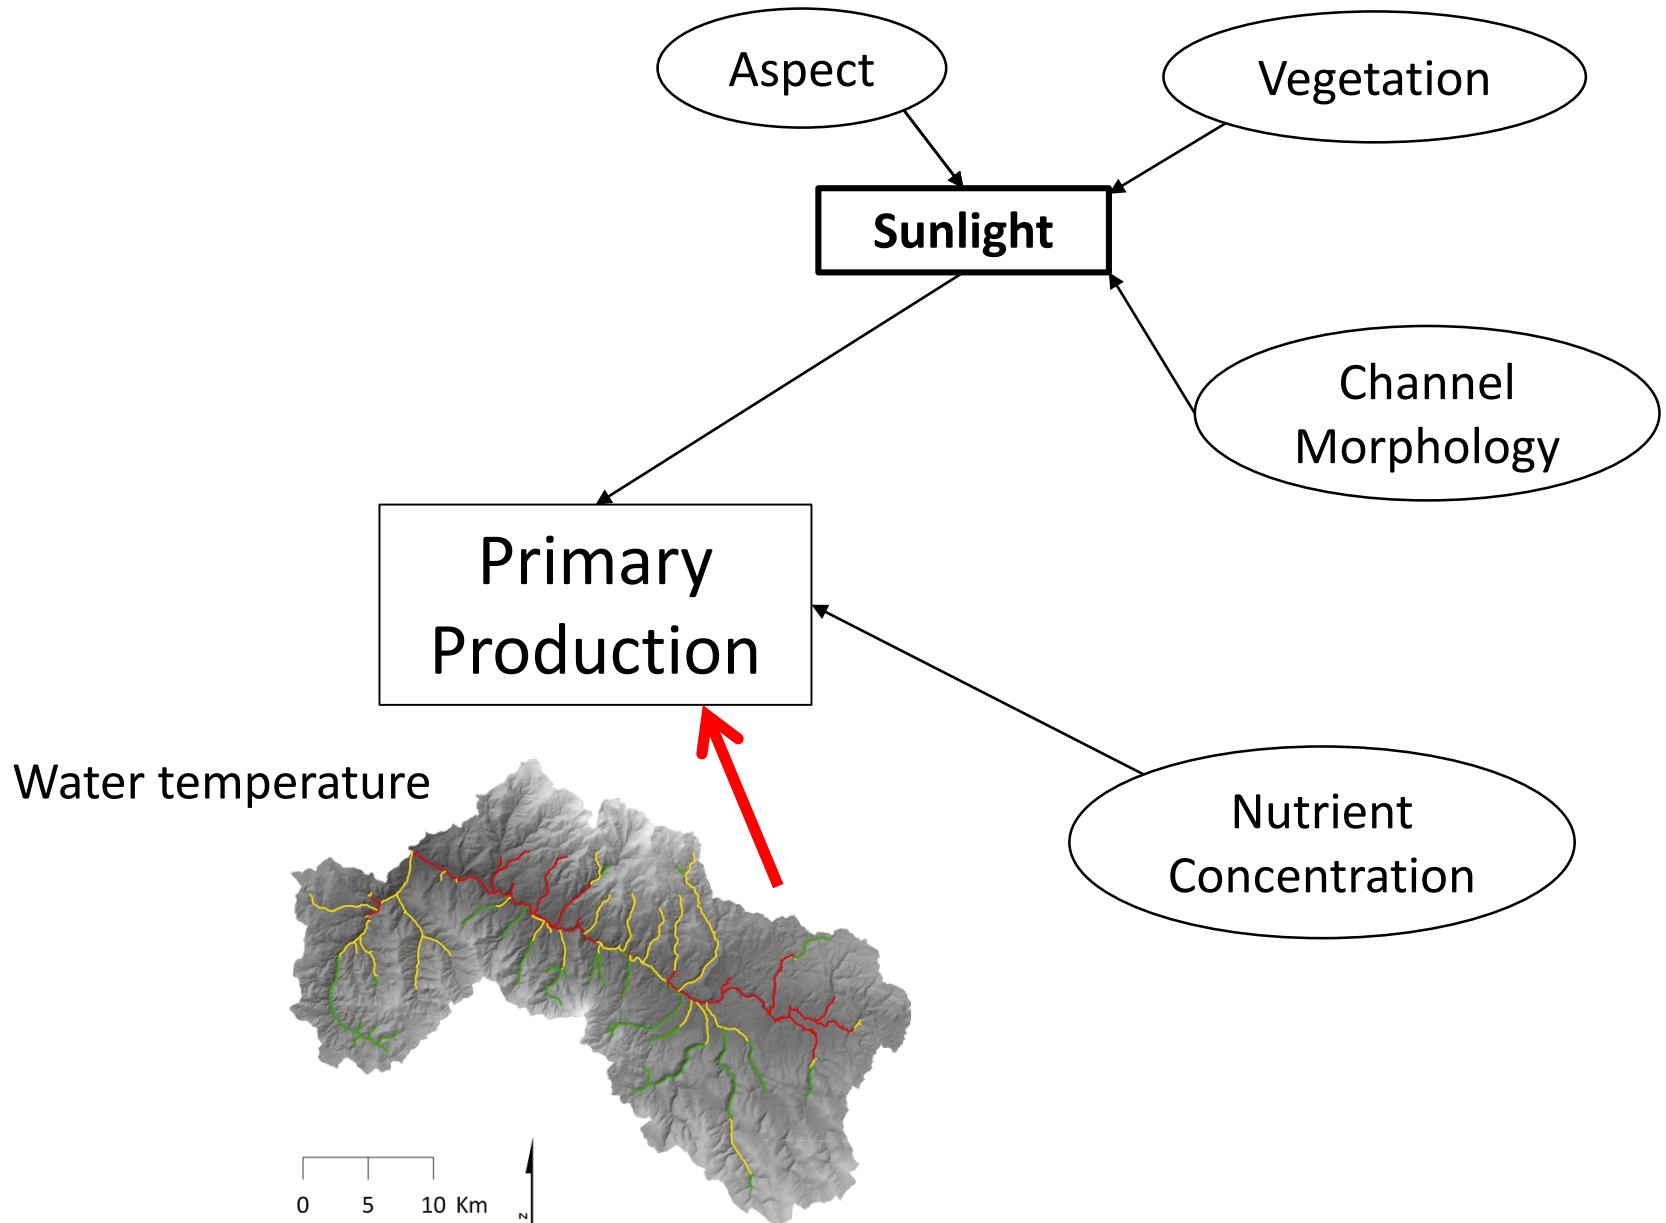 Aspect
Vegetation
Sunlight
Channel
Morphology
Primary
Production
Water temperature
Nutrient
Concentration
0 5 10 Km
z